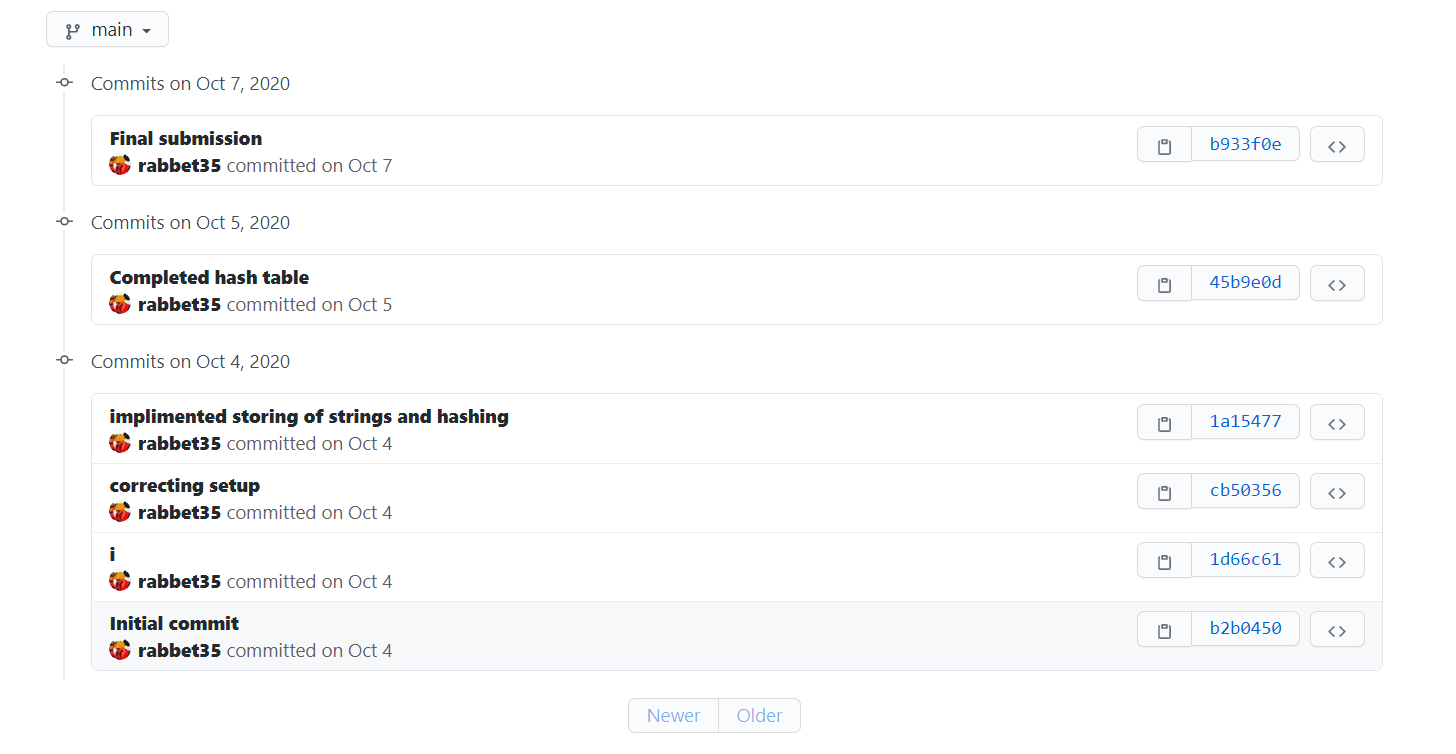 main
Commits on Oct 7, 2020
Final submission
b933f0e
rabbet35 committed on Oct 7
Commits on Oct 5, 2020
Completed hash table
45b9e0d
rabbet35 committed on Oct 5
Commits on Oct 4, 2020
implimented storing of strings and hashing
1a15477
rabbet35 committed on Oct 4
correcting setup
cb50356
rabbet35 committed on Oct 4
i
1d66c61
rabbet35 committed on Oct 4
Initial commit
b2b0450
rabbet35 committed on Oct 4
Newer Older